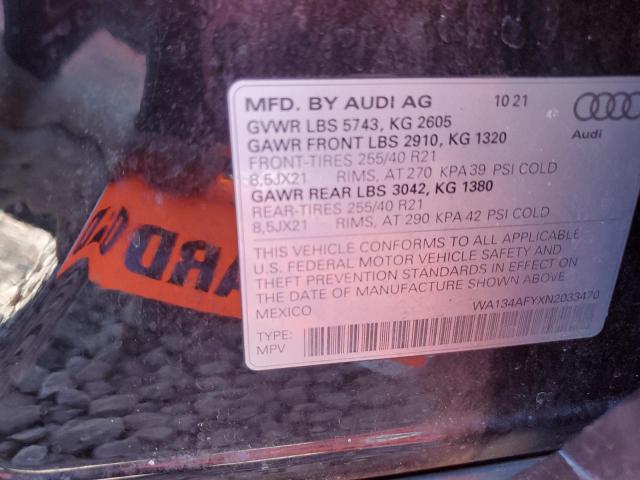 MFD. BY AUDI AG 10 21
GVWR LBS 5743, KG 2605
GAWR FRONT LBS 2910, KG 1320
FRONT-TIRES 255/40 R21
8,5JX21 RIMS, AT 270 KPA 39 PSI COLD
GAWR REAR LBS 3042, KG 1380
REAR-TIRES 255/40 R21
8,5JX21 RIMS, AT 290 KPA 42 PSI COLD
THIS VEHICLE CONFORMS TO ALL APPLICABLE
U.S. FEDERAL MOTOR VEHICLE SAFETY AND
THEFT PREVENTION STANDARDS IN EFFECT ON
THE DATE OF MANUFACTURE SHOWN ABOVE.
MEXICO
WA134AFYXN2033470
TYPE:
MPV
Audi